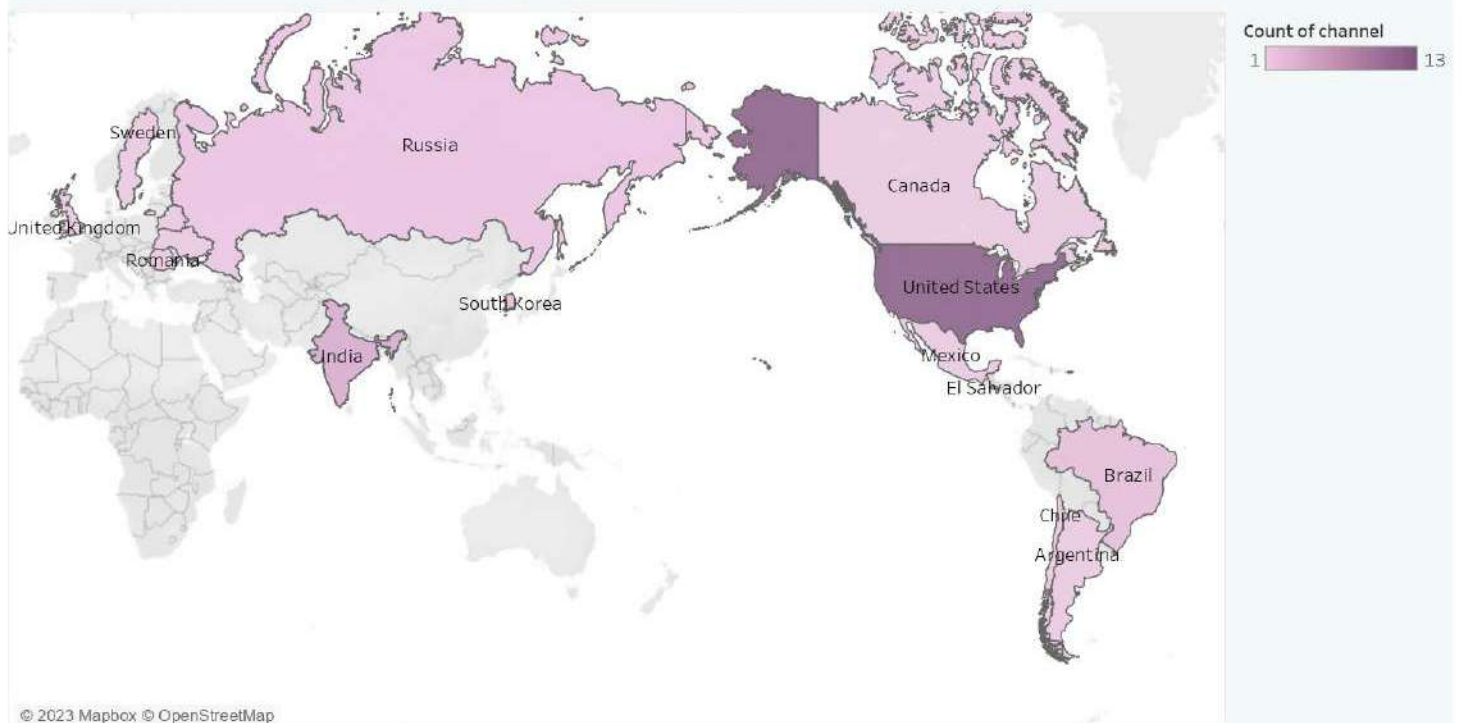 Count of channel
1 13
Sweden
Russia
Canada
United Kingdom
Romania
United States
South Korea
India
Mexico
El Salvador
Brazil
Chile
Argentina
© 2023 Mapbox © OpenStreetMap